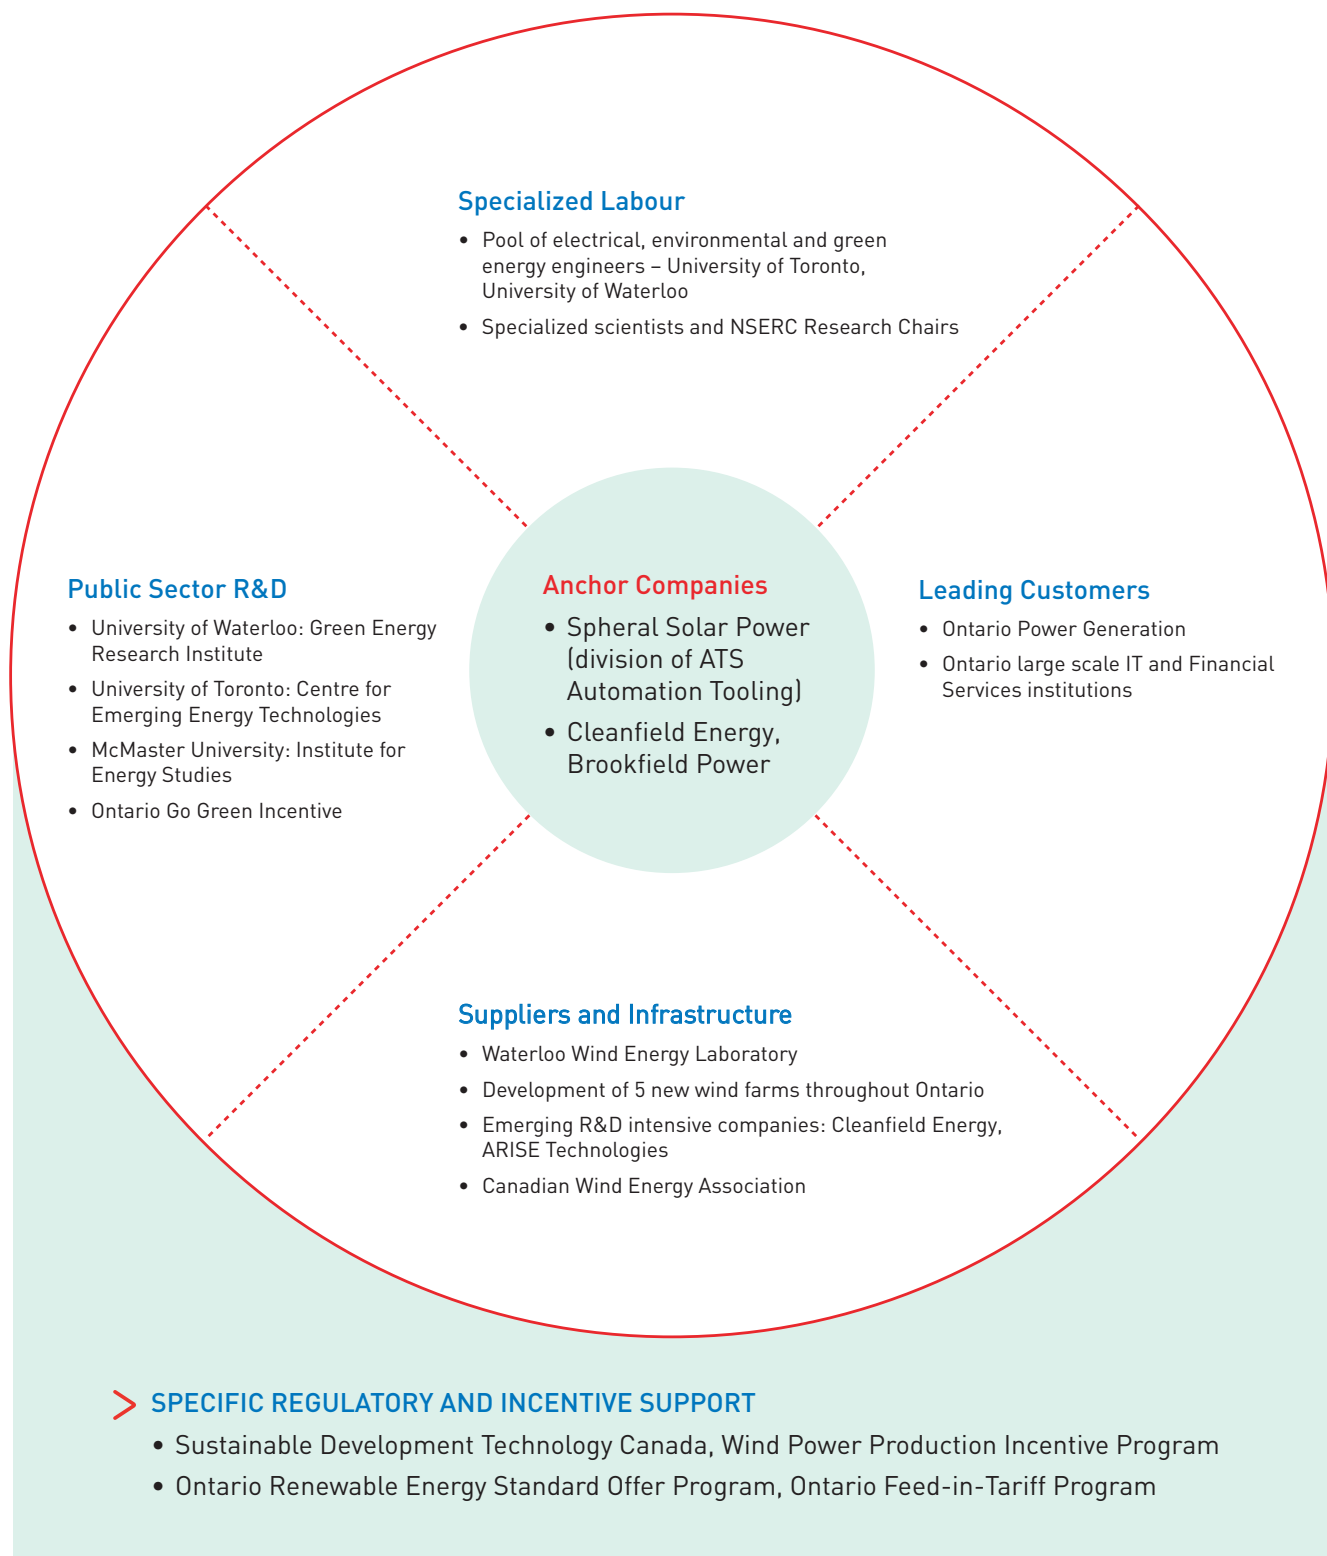 Specialized Labour
• Pool of electrical, environmental and green
energy engineers – University of Toronto,
University of Waterloo
• Specialized scientists and NSERC Research Chairs
Public Sector R&D
• University of Waterloo: Green Energy
Research Institute
• University of Toronto: Centre for
Emerging Energy Technologies
• McMaster University: Institute for
Energy Studies
• Ontario Go Green Incentive
Anchor Companies
• Spheral Solar Power
(division of ATS
Automation Tooling)
• Cleanfield Energy,
Brookfield Power
Leading Customers
• Ontario Power Generation
• Ontario large scale IT and Financial
Services institutions
Suppliers and Infrastructure
• Waterloo Wind Energy Laboratory
• Development of 5 new wind farms throughout Ontario
• Emerging R&D intensive companies: Cleanfield Energy,
ARISE Technologies
• Canadian Wind Energy Association
> SPECIFIC REGULATORY AND INCENTIVE SUPPORT
• Sustainable Development Technology Canada, Wind Power Production Incentive Program
• Ontario Renewable Energy Standard Offer Program, Ontario Feed-in-Tariff Program